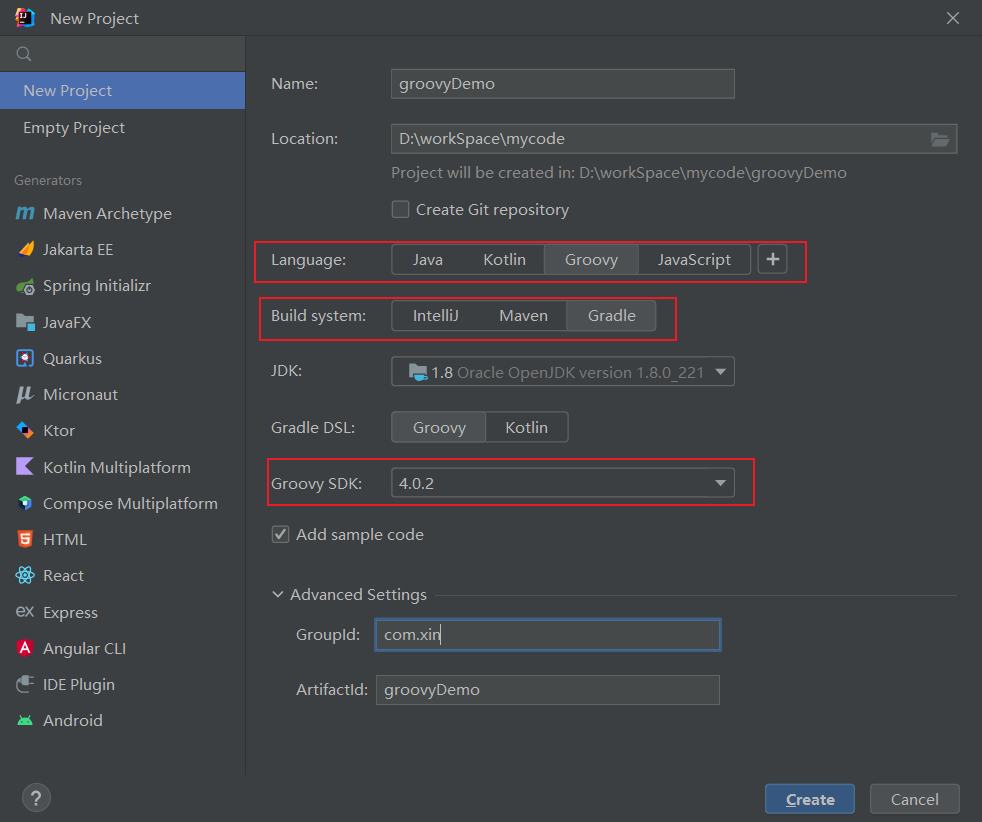 New Project
New Project
Empty Project
Generators
Maven Archetype
Jakarta EE
Spring Initializr
JavaFX
Quarkus
Micronaut
Ktor
Kotlin Multiplatform
Compose Multiplatform
HTML
React
Express
Angular CLI
IDE Plugin
Android
Name: groovyDemo
Location: D:\workSpace\mycode
Project will be created in: D:\workSpace\mycode\groovyDemo
Create Git repository
Language: Java Kotlin Groovy JavaScript +
Build system: IntelliJ Maven Gradle
JDK: 1.8 Oracle OpenJDK version 1.8.0_221
Gradle DSL: Groovy Kotlin
Groovy SDK: 4.0.2
Add sample code
Advanced Settings
GroupId: com.xin
ArtifactId: groovyDemo
? Create Cancel